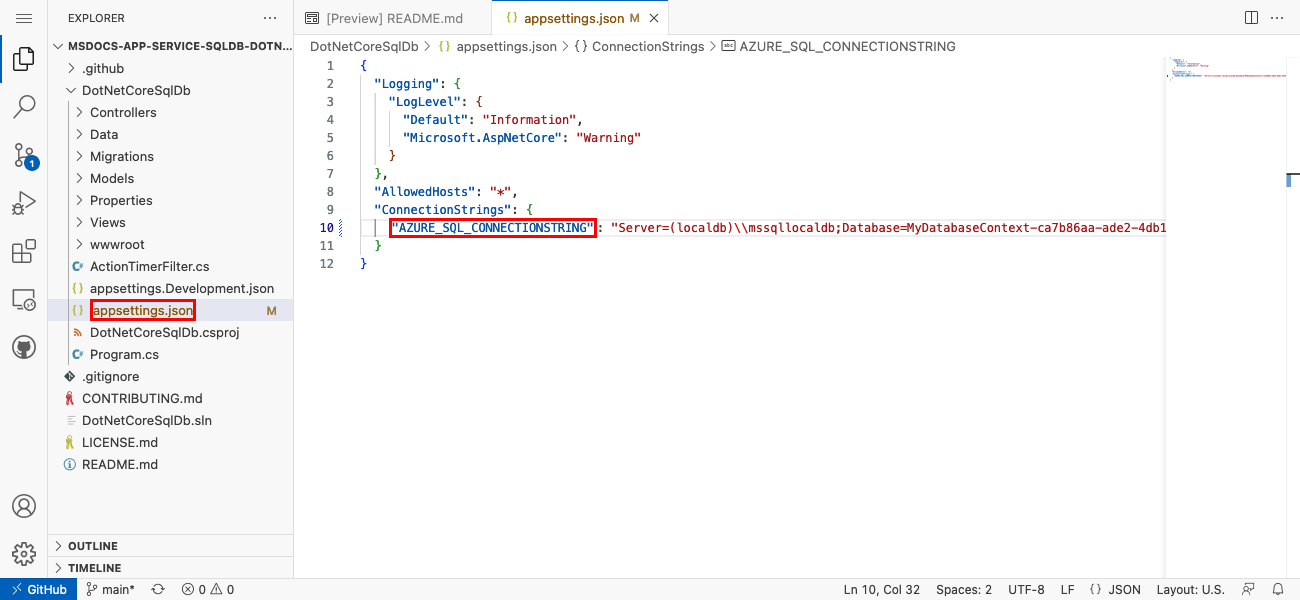 EXPLORER
MSDOCS-APP-SERVICE-SQLDB-DOTN...
.github
DotNetCoreSqlDb
Controllers
Data
Migrations
Models
Properties
Views
wwwroot
ActionTimerFilter.cs
appsettings.Development.json
appsettings.json M
DotNetCoreSqlDb.csproj
Program.cs
.gitignore
CONTRIBUTING.md
DotNetCoreSqlDb.sln
LICENSE.md
README.md
OUTLINE
TIMELINE
1
[Preview] README.md
{} appsettings.json M
DotNetCoreSqlDb > {} appsettings.json > {} ConnectionStrings > abc AZURE_SQL_CONNECTIONSTRING
1 {
2 "Logging": {
3 "LogLevel": {
4 "Default": "Information",
5 "Microsoft.AspNetCore": "Warning"
6 }
7 },
8 "AllowedHosts": "*",
9 "ConnectionStrings": {
10 "AZURE_SQL_CONNECTIONSTRING": "Server=(localdb)\\mssqllocaldb;Database=MyDatabaseContext-ca7b86aa-ade2-4db1
11 }
12 }
GitHub main* 0 0 Ln 10, Col 32 Spaces: 2 UTF-8 LF {} JSON Layout: U.S.